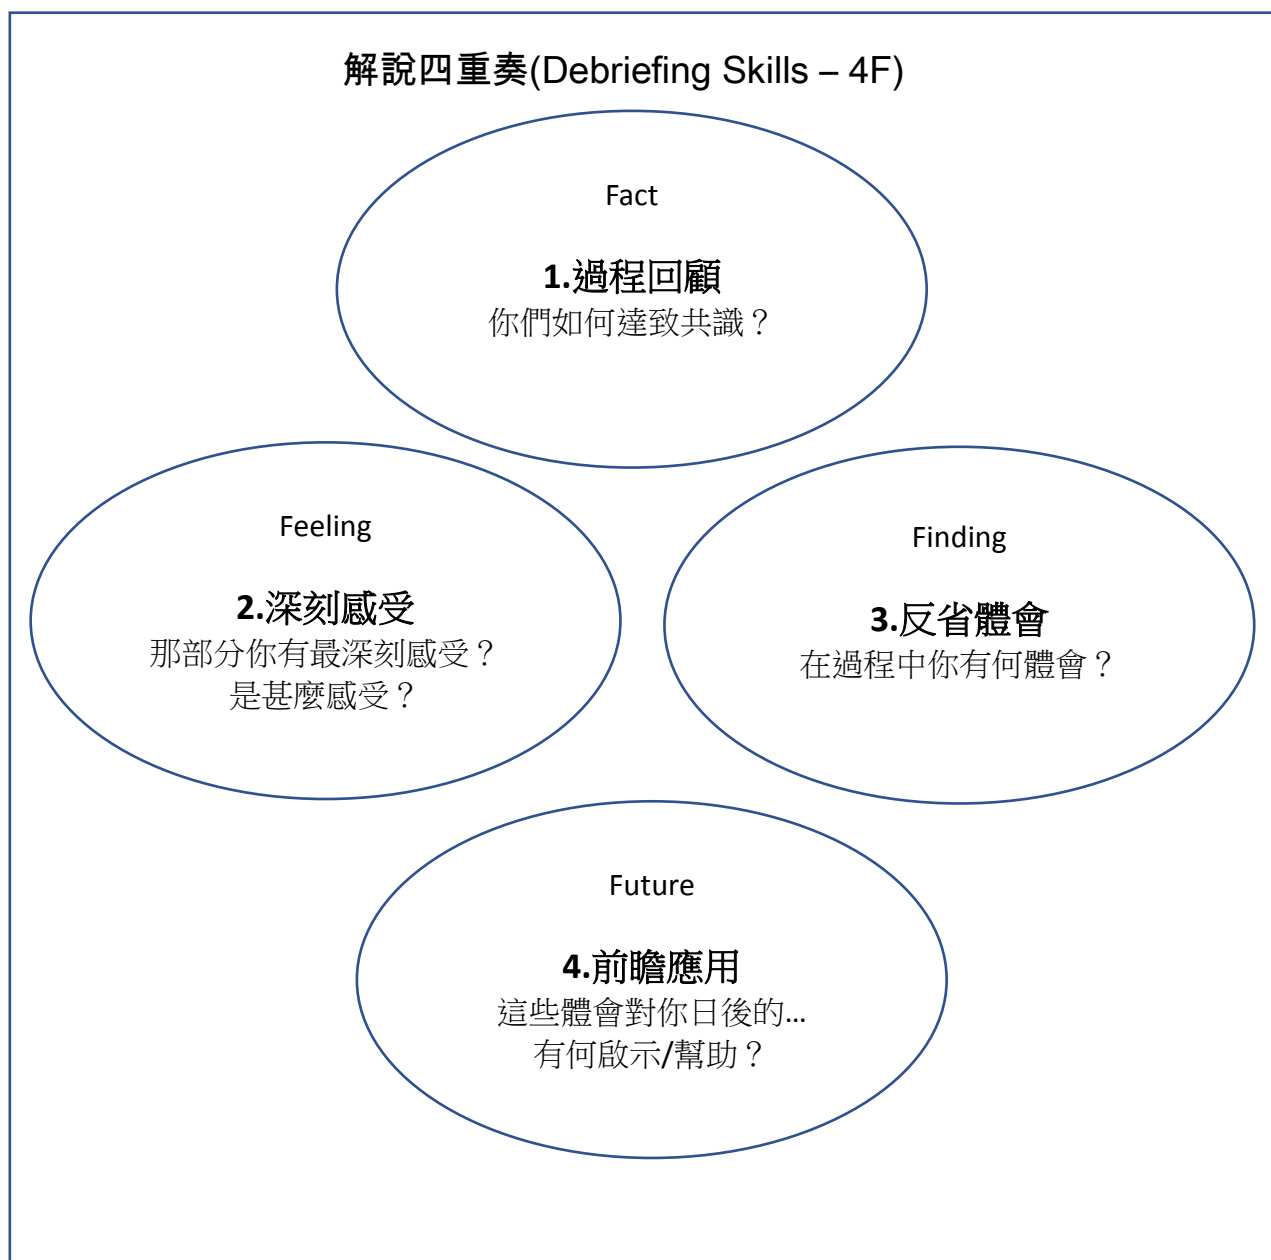 解說四重奏(Debriefing Skills – 4F)
Fact
1.過程回顧
你們如何達致共識？
Feeling
2.深刻感受
那部分你有最深刻感受？
是甚麼感受？
Finding
3.反省體會
在過程中你有何體會？
Future
4.前瞻應用
這些體會對你日後的...
有何啟示/幫助？